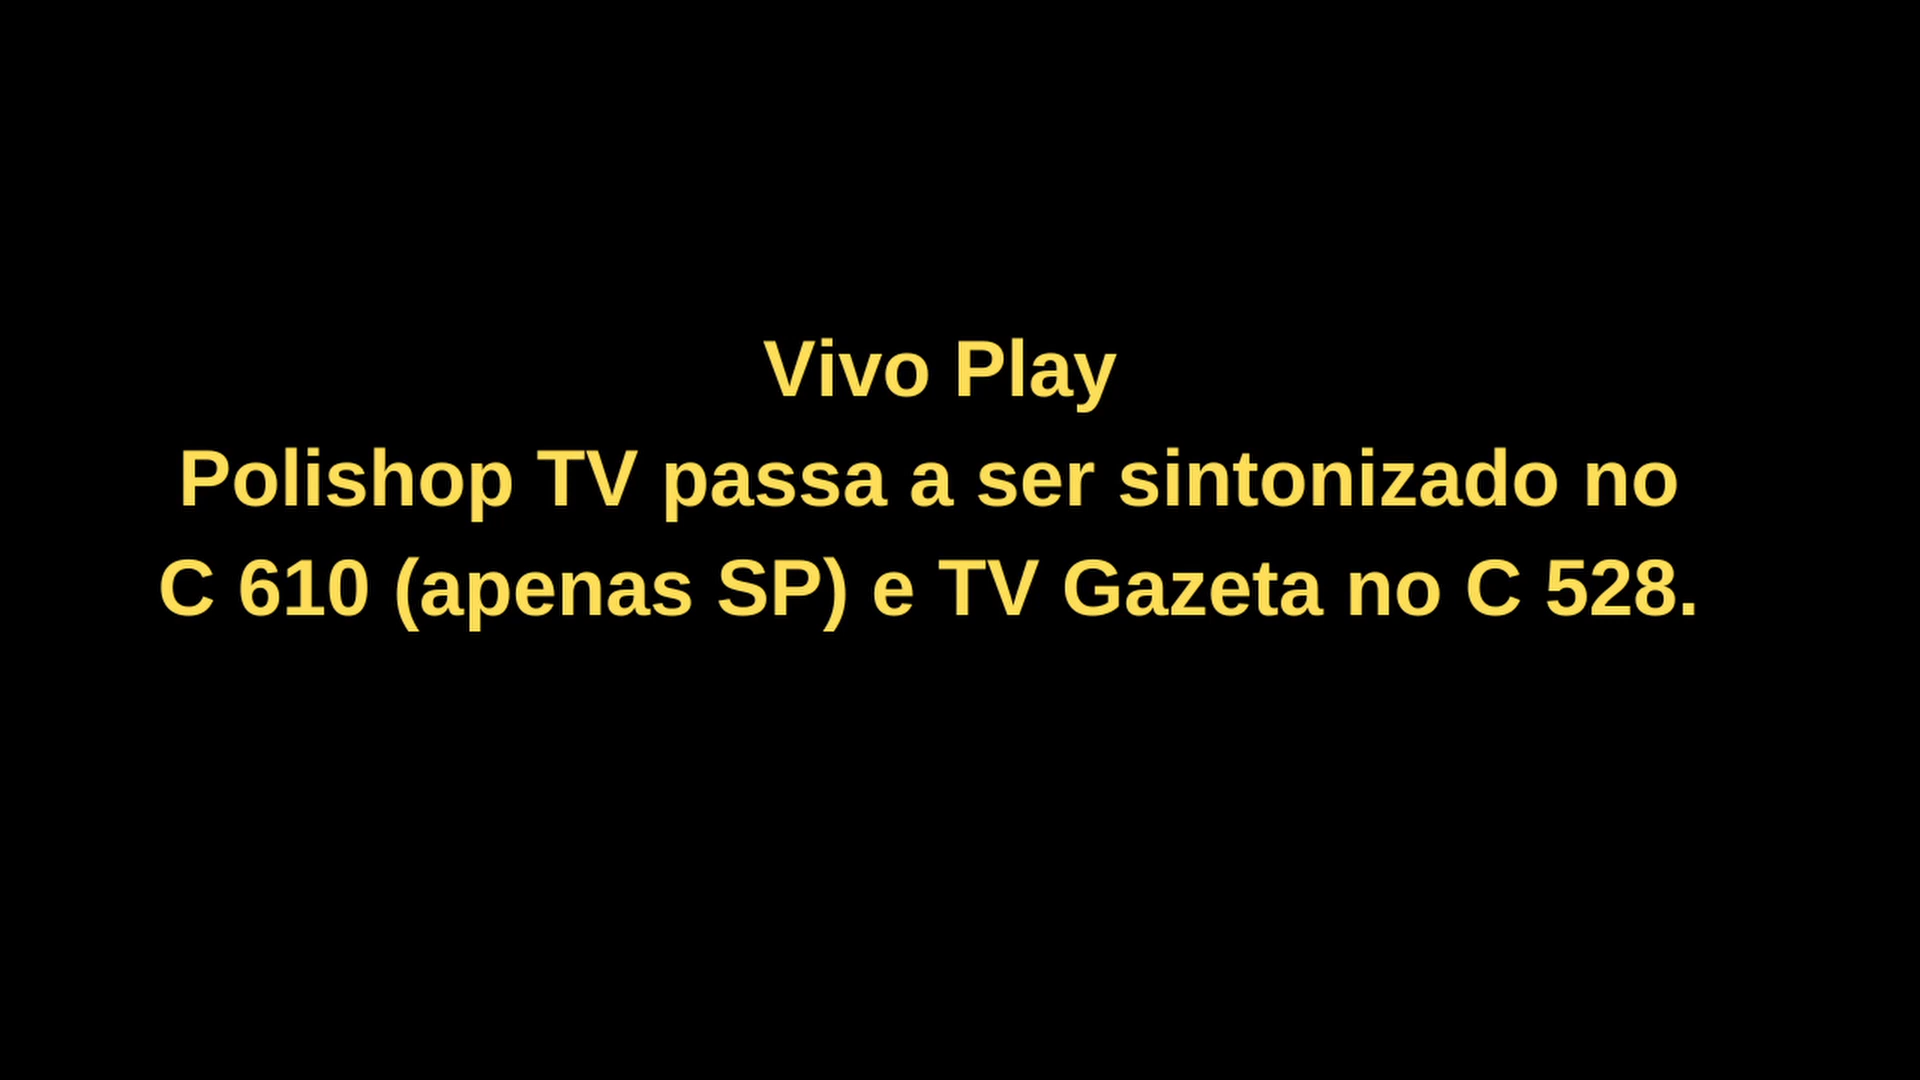 Vivo Play
Polishop TV passa a ser sintonizado no
C 610 (apenas SP) e TV Gazeta no C 528.